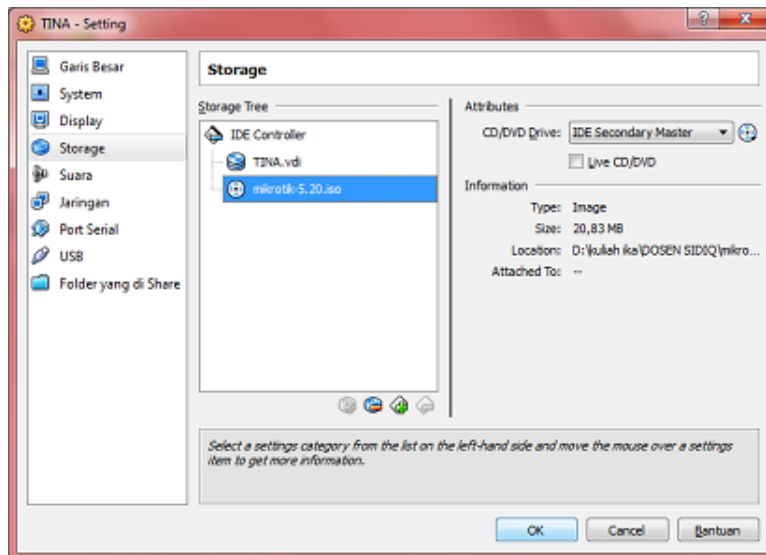 TINA - Setting
Garis Besar
System
Display
Storage
Suara
Jaringan
Port Serial
USB
Folder yang di Share
Storage
Storage Tree
IDE Controller
TINA.vdi
mikrotik-5.20.iso
Attributes
CD/DVD Drive: IDE Secondary Master
Live CD/DVD
Information
Type: Image
Size: 20,83 MB
Location: D:\kuliah ika\DOSEN SIDIQ\mikro...
Attached To: --
Select a settings category from the list on the left-hand side and move the mouse over a settings
item to get more information.
OK Cancel Bantuan